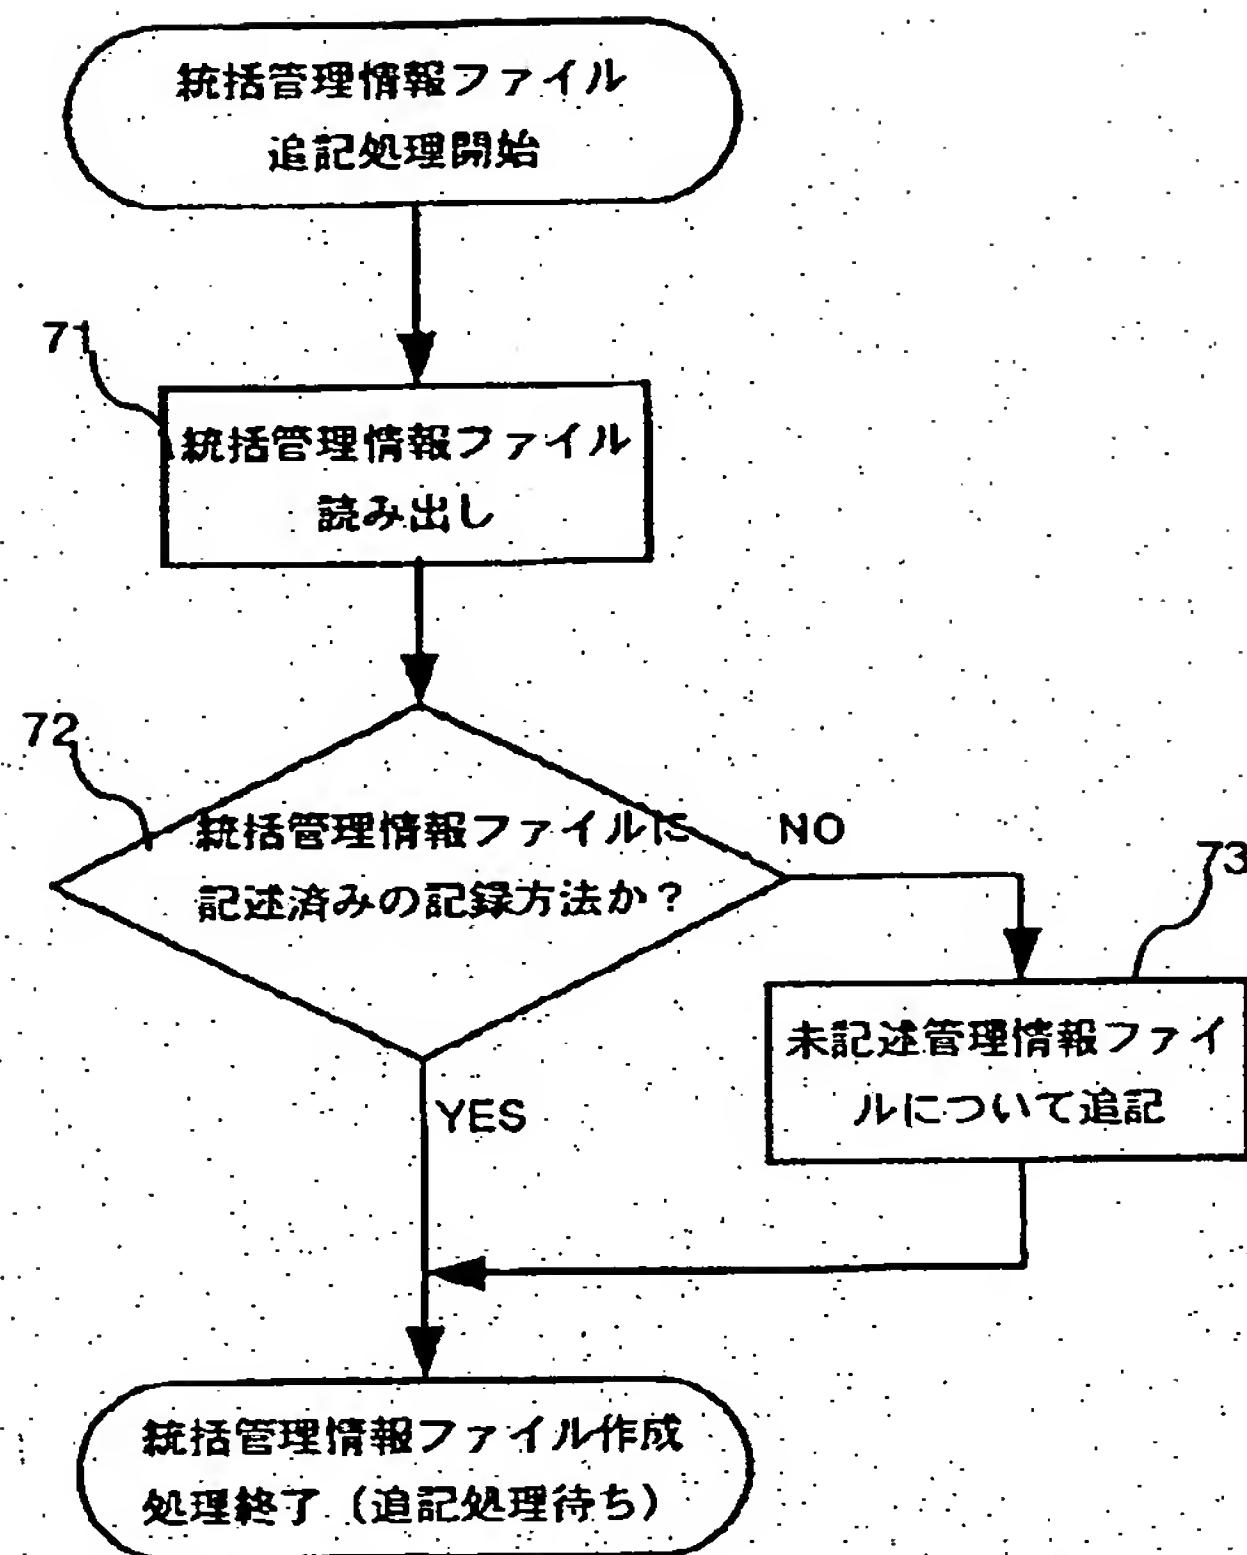 統括管理情報ファイル
追記処理開始
71
統括管理情報ファイル
読み出し
72
統括管理情報ファイルは
記述済みの記録方法か？
NO
73
未記述管理情報ファイ
ルについて追記
YES
統括管理情報ファイル作成
処理終了（追記処理待ち）